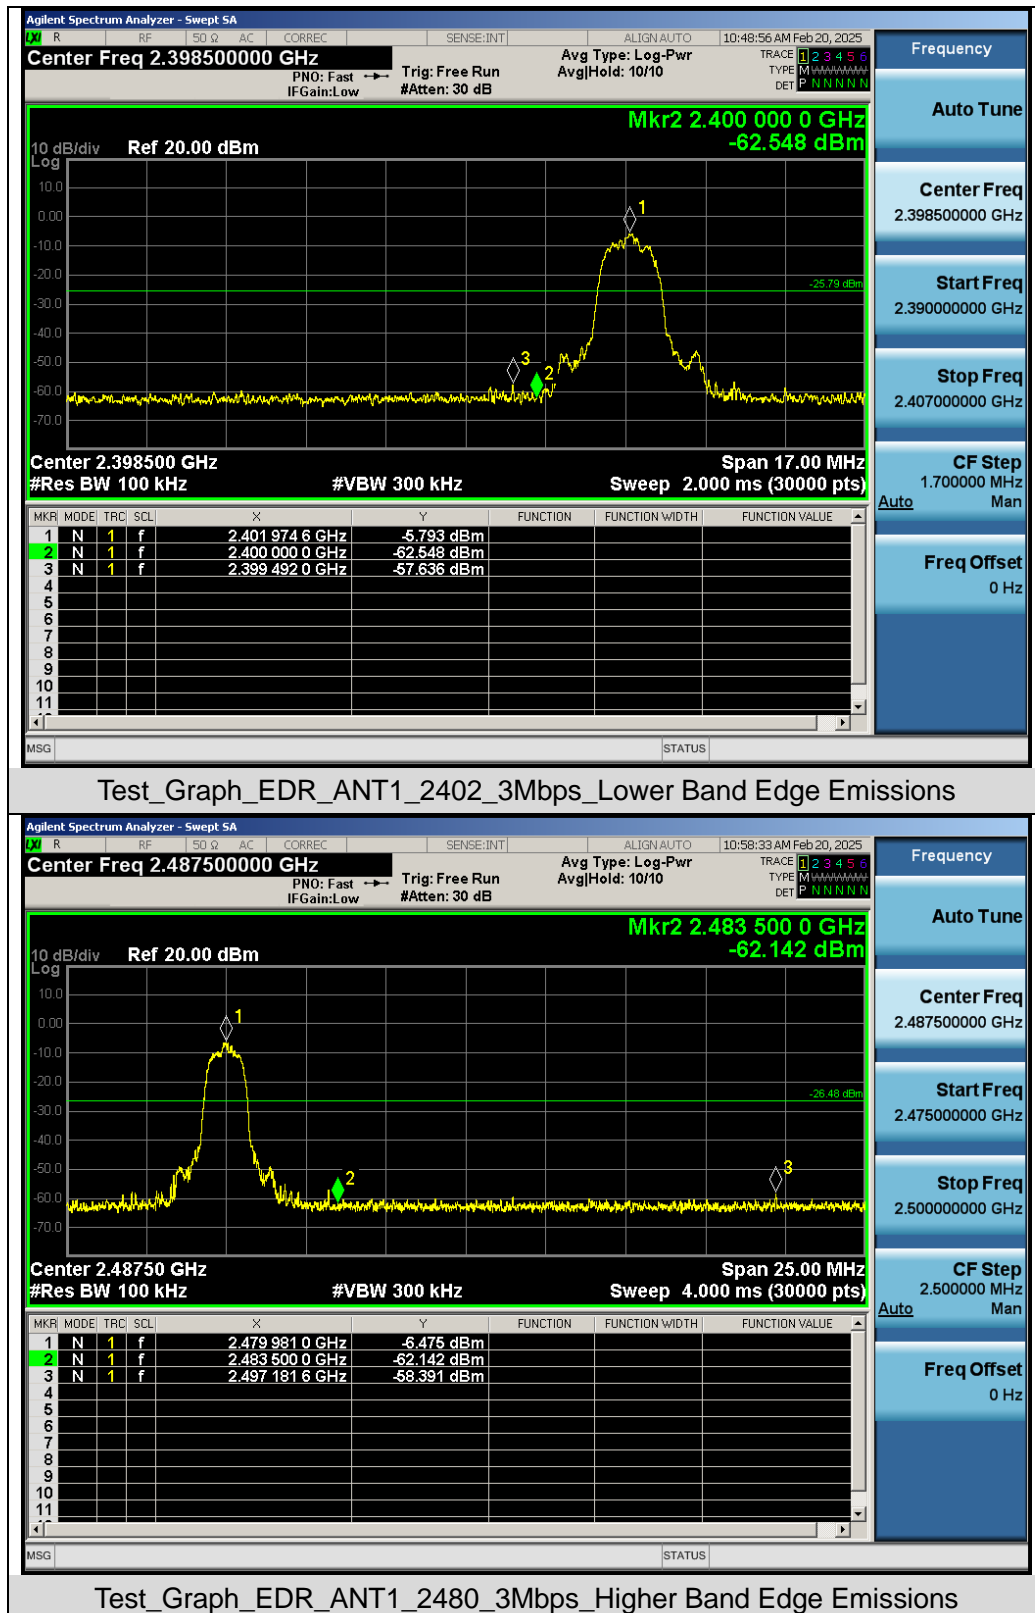 Agilent Spectrum Analyzer - Swept SA
LXI R RF 50 Ω AC CORREC SENSE:INT ALIGN AUTO 10:48:56 AM Feb 20, 2025
Center Freq 2.398500000 GHz
PNO: Fast
IFGain:Low
Trig: Free Run
#Atten: 30 dB
Avg Type: Log-Pwr
Avg|Hold: 10/10
TRACE 1 2 3 4 5 6
TYPE M WWWWW
DET P N N N N N
Mkr2 2.400 000 0 GHz
-62.548 dBm
10 dB/div Ref 20.00 dBm
Log
10.0
0.00
-10.0
-20.0
-30.0
-40.0
-50.0
-60.0
-70.0
1
-25.79 dBm
3
2
Center 2.398500 GHz Span 17.00 MHz
#Res BW 100 kHz #VBW 300 kHz Sweep 2.000 ms (30000 pts)
MKR MODE TRC SCL X Y FUNCTION FUNCTION WIDTH FUNCTION VALUE
1 N 1 f 2.401 974 6 GHz -5.793 dBm
2 N 1 f 2.400 000 0 GHz -62.548 dBm
3 N 1 f 2.399 492 0 GHz -57.636 dBm
4
5
6
7
8
9
10
11
MSG STATUS
Frequency
Auto Tune
Center Freq
2.398500000 GHz
Start Freq
2.390000000 GHz
Stop Freq
2.407000000 GHz
CF Step
1.700000 MHz
Auto Man
Freq Offset
0 Hz
Test_Graph_EDR_ANT1_2402_3Mbps_Lower Band Edge Emissions
Agilent Spectrum Analyzer - Swept SA
LXI R RF 50 Ω AC CORREC SENSE:INT ALIGN AUTO 10:58:33 AM Feb 20, 2025
Center Freq 2.487500000 GHz
PNO: Fast
IFGain:Low
Trig: Free Run
#Atten: 30 dB
Avg Type: Log-Pwr
Avg|Hold: 10/10
TRACE 1 2 3 4 5 6
TYPE M WWWWW
DET P N N N N N
Mkr2 2.483 500 0 GHz
-62.142 dBm
10 dB/div Ref 20.00 dBm
Log
10.0
0.00
-10.0
-20.0
-30.0
-40.0
-50.0
-60.0
-70.0
1
-26.48 dBm
2
3
Center 2.48750 GHz Span 25.00 MHz
#Res BW 100 kHz #VBW 300 kHz Sweep 4.000 ms (30000 pts)
MKR MODE TRC SCL X Y FUNCTION FUNCTION WIDTH FUNCTION VALUE
1 N 1 f 2.479 981 0 GHz -6.475 dBm
2 N 1 f 2.483 500 0 GHz -62.142 dBm
3 N 1 f 2.497 181 6 GHz -58.391 dBm
4
5
6
7
8
9
10
11
MSG STATUS
Frequency
Auto Tune
Center Freq
2.487500000 GHz
Start Freq
2.475000000 GHz
Stop Freq
2.500000000 GHz
CF Step
2.500000 MHz
Auto Man
Freq Offset
0 Hz
Test_Graph_EDR_ANT1_2480_3Mbps_Higher Band Edge Emissions